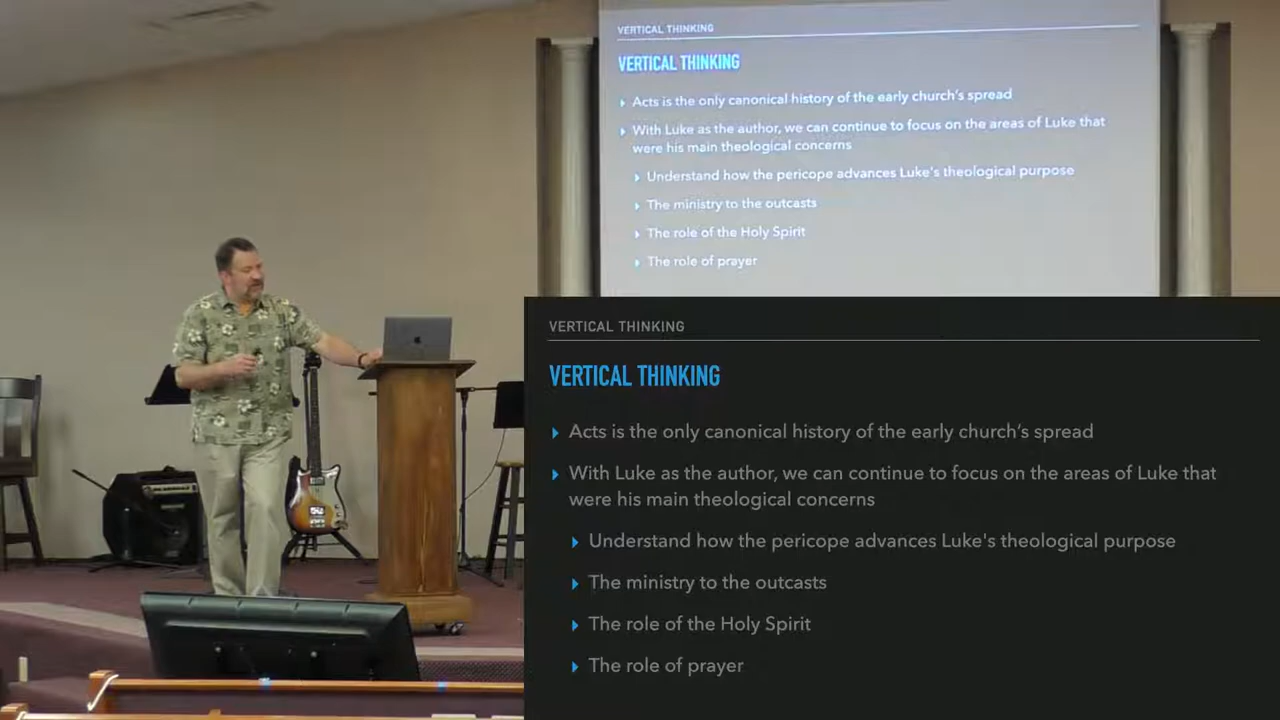 VERTICAL THINKING
VERTICAL THINKING
Acts is the only canonical history of the early church's spread
With Luke as the author, we can continue to focus on the areas of Luke that
were his main theological concerns
Understand how the pericope advances Luke's theological purpose
The ministry to the outcasts
The role of the Holy Spirit
The role of prayer
VERTICAL THINKING
VERTICAL THINKING
Acts is the only canonical history of the early church's spread
With Luke as the author, we can continue to focus on the areas of Luke that
were his main theological concerns
Understand how the pericope advances Luke's theological purpose
The ministry to the outcasts
The role of the Holy Spirit
The role of prayer